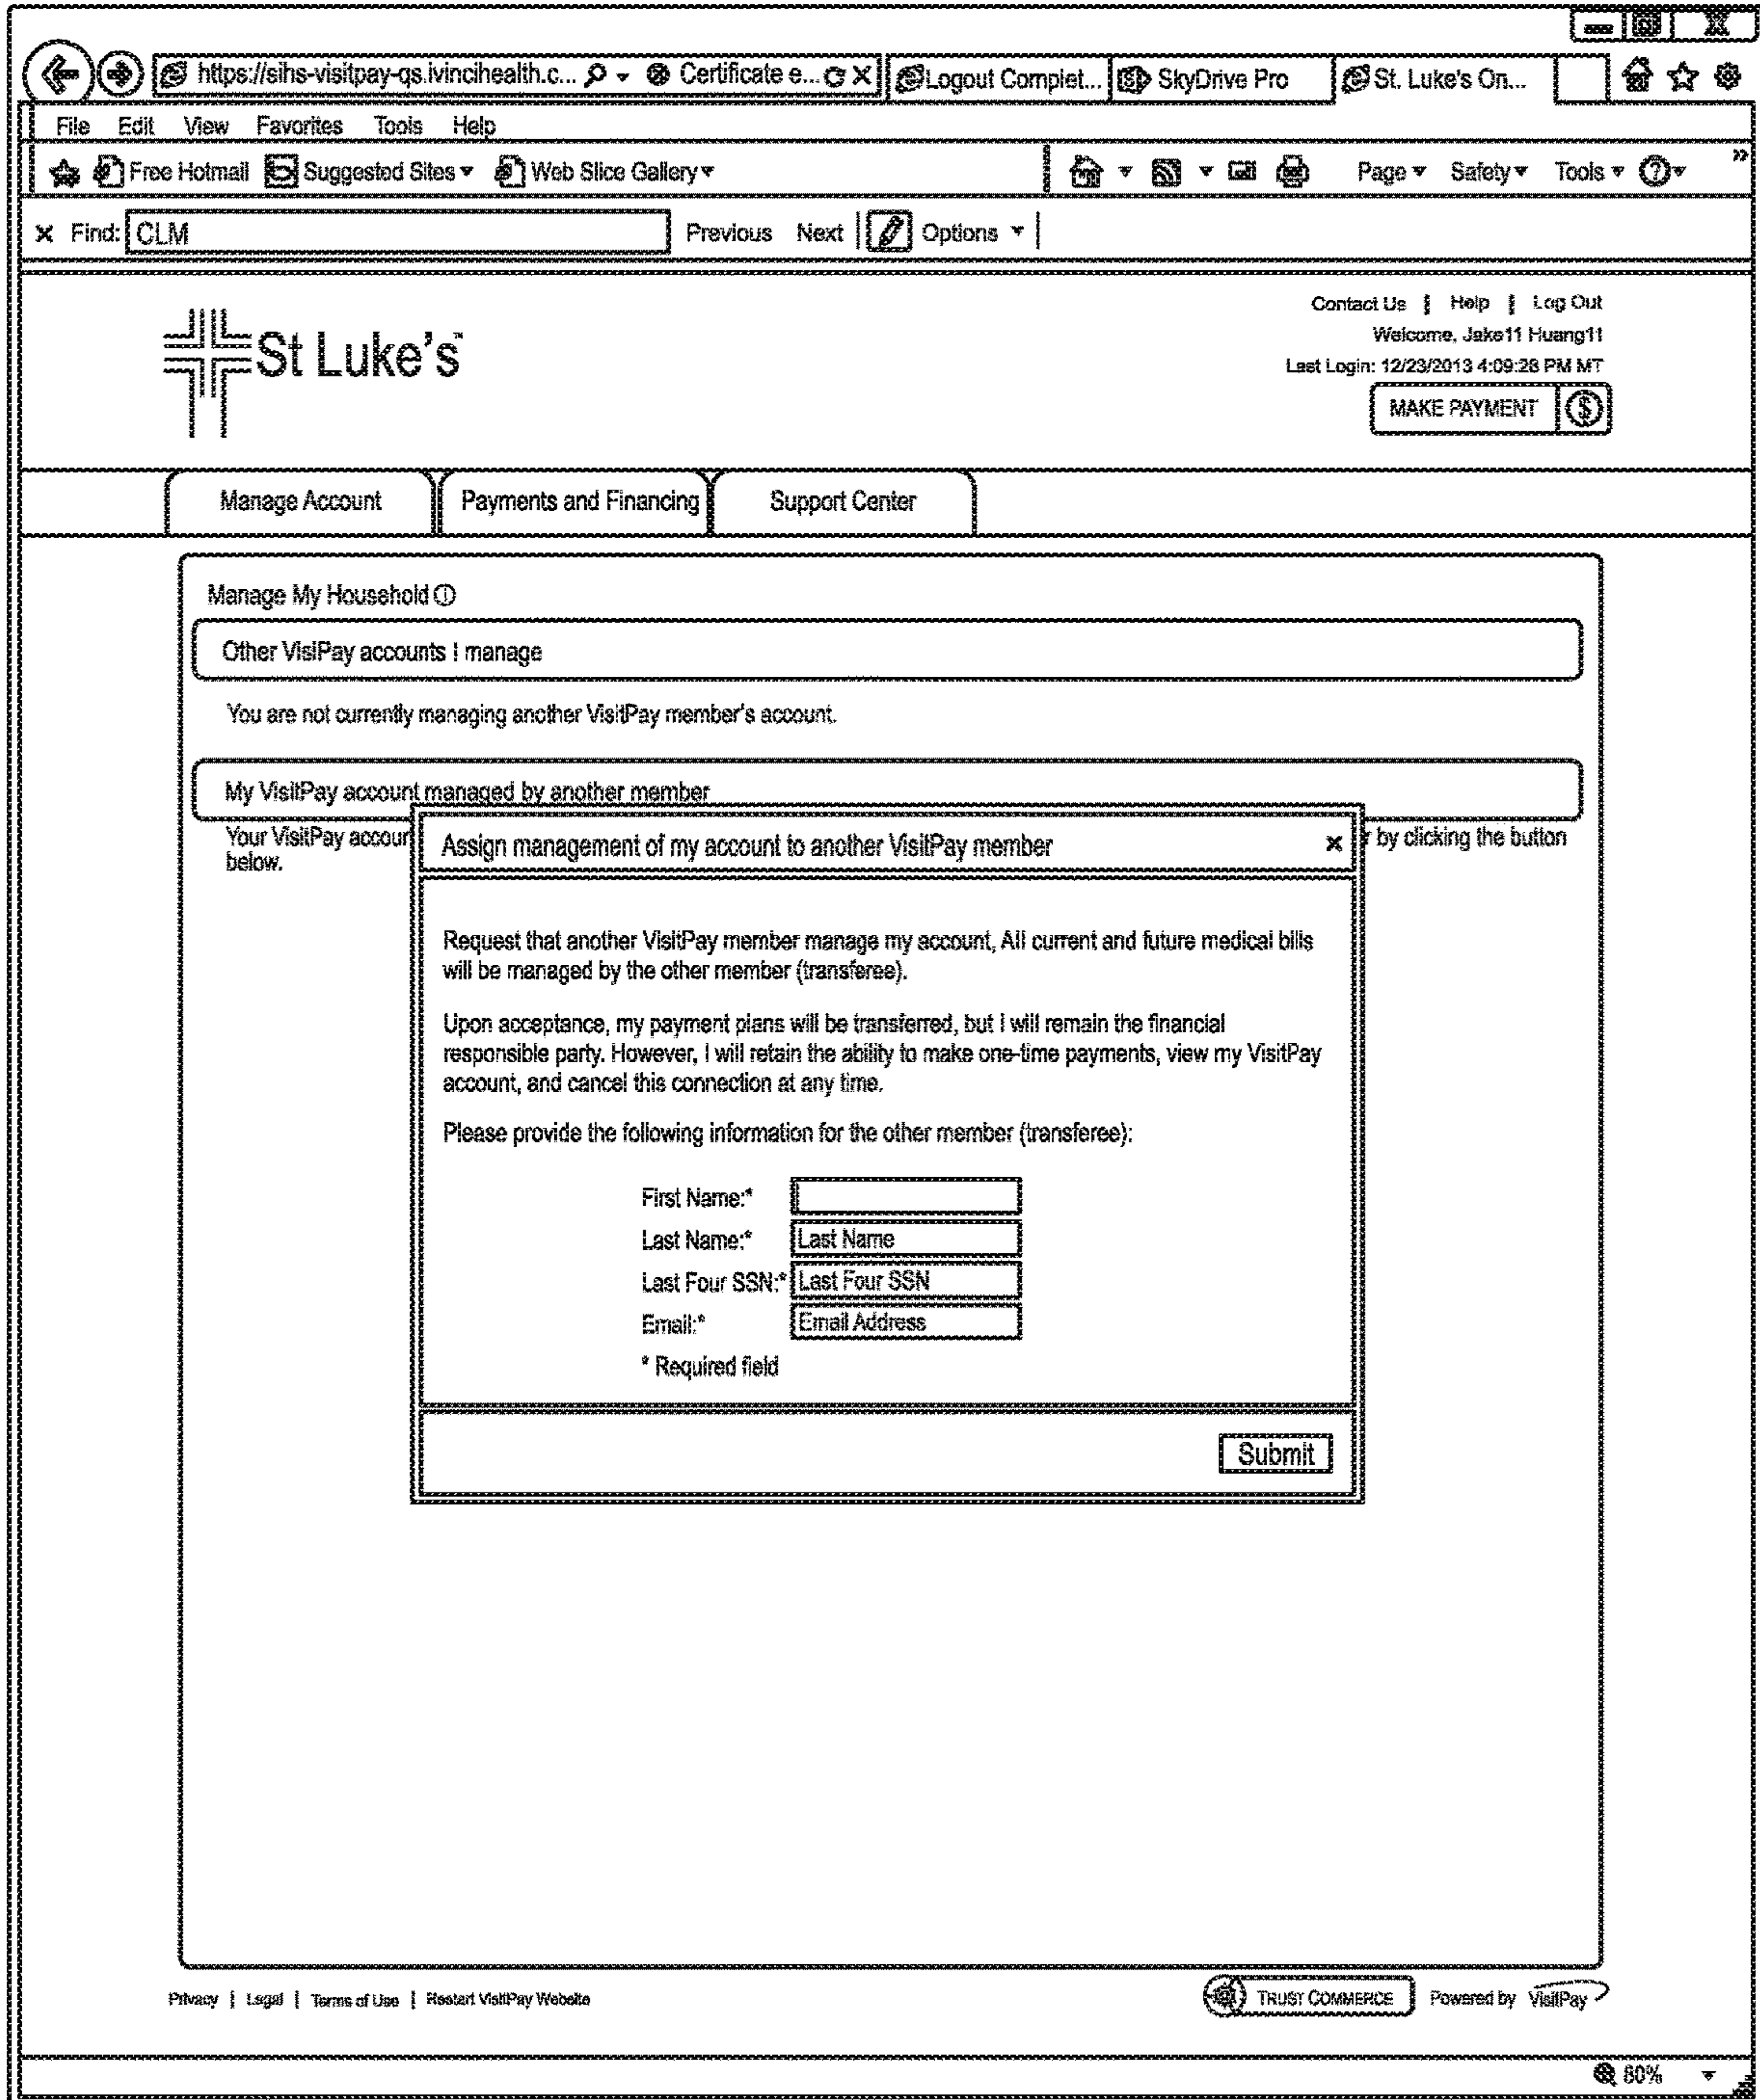 https://sihs-visitpay-qs.ivincihealth.c... Certificate e... Logout Complet... SkyDrive Pro St. Luke's On...
File Edit View Favorites Tools Help
Free Hotmail Suggested Sites Web Slice Gallery Page Safety Tools »
x Find: CLM Previous Next Options
Contact Us | Help | Log Out
Welcome, Jake11 Huang11
Last Login: 12/23/2013 4:09:28 PM MT
St Luke's
MAKE PAYMENT $
Manage Account Payments and Financing Support Center
Manage My Household
Other VisiPay accounts I manage
You are not currently managing another VisitPay member's account.
My VisitPay account managed by another member
Your VisitPay accoun r by clicking the button
below.
Assign management of my account to another VisitPay member x
Request that another VisitPay member manage my account, All current and future medical bills
will be managed by the other member (transferee).
Upon acceptance, my payment plans will be transferred, but I will remain the financial
responsible party. However, I will retain the ability to make one-time payments, view my VisitPay
account, and cancel this connection at any time.
Please provide the following information for the other member (transferee):
First Name:*
Last Name:* Last Name
Last Four SSN:* Last Four SSN
Email:* Email Address
* Required field
Submit
Privacy | Legal | Terms of Use | Restart VisitPay Website TRUST COMMERCE Powered by VisitPay
80%